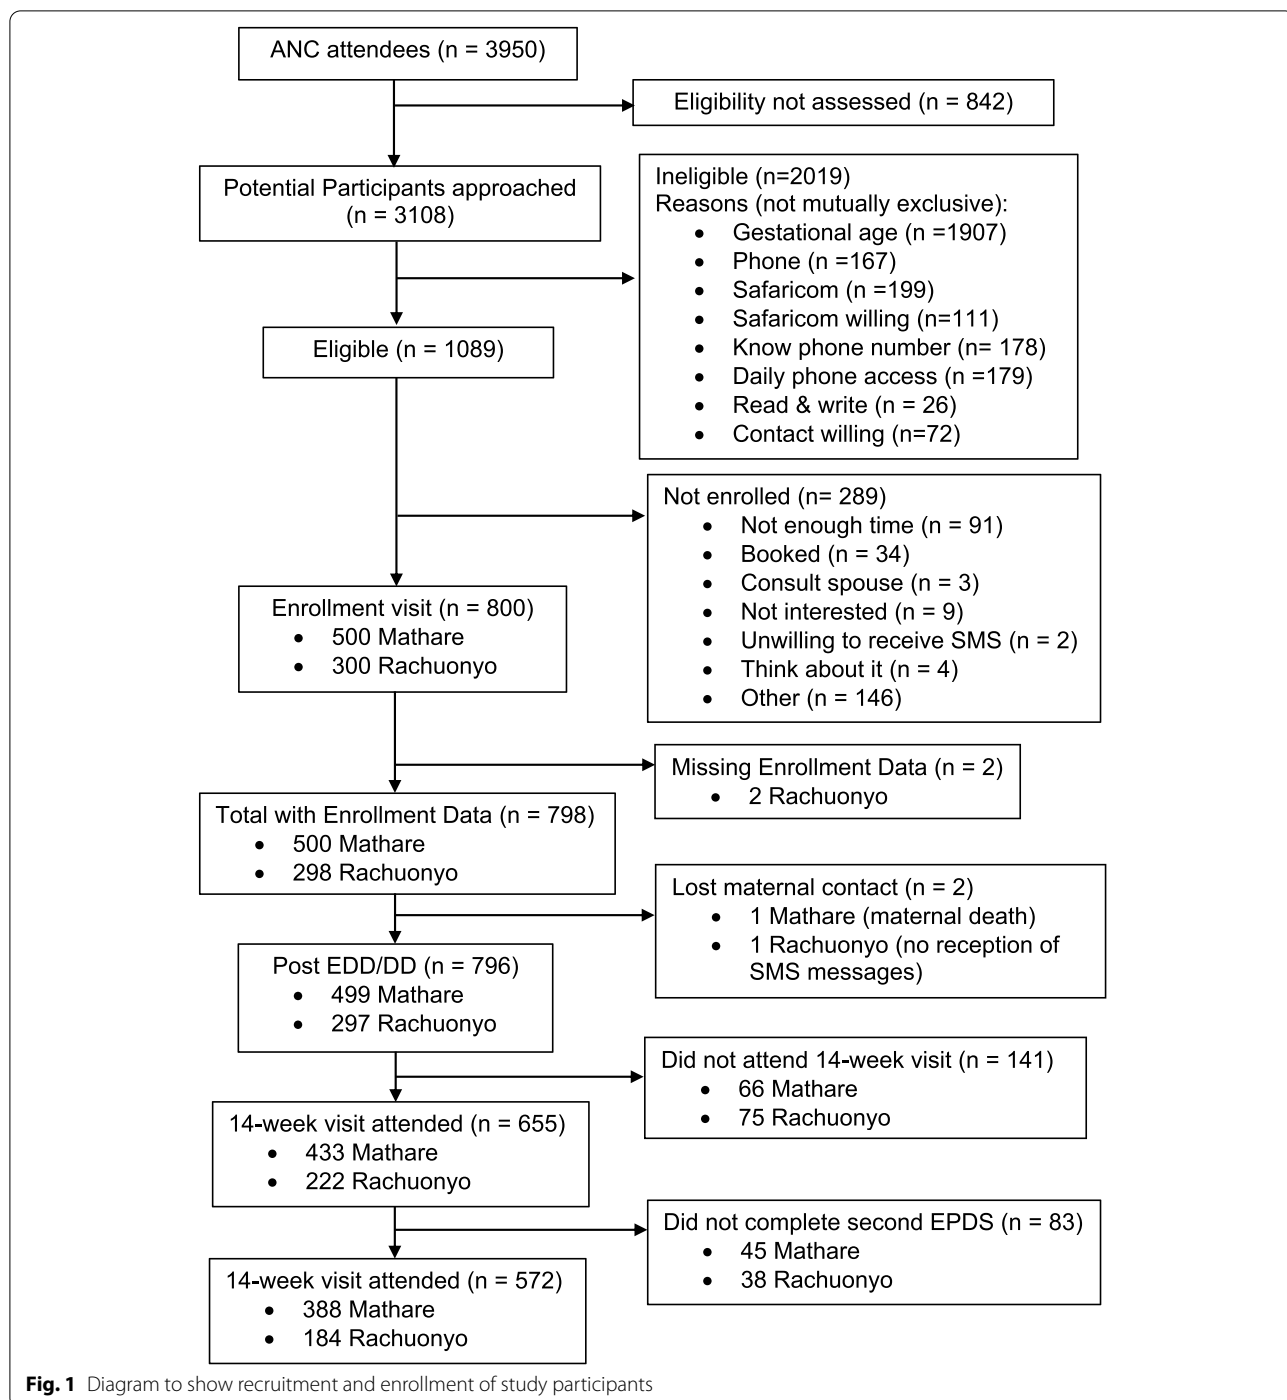 ANC attendees (n = 3950)
Eligibility not assessed (n = 842)
Potential Participants approached
(n = 3108)
Ineligible (n=2019)
Reasons (not mutually exclusive):
• Gestational age (n =1907)
• Phone (n =167)
• Safaricom (n =199)
• Safaricom willing (n=111)
• Know phone number (n= 178)
• Daily phone access (n =179)
• Read & write (n = 26)
• Contact willing (n=72)
Eligible (n = 1089)
Not enrolled (n= 289)
• Not enough time (n = 91)
• Booked (n = 34)
• Consult spouse (n = 3)
• Not interested (n = 9)
• Unwilling to receive SMS (n = 2)
• Think about it (n = 4)
• Other (n = 146)
Enrollment visit (n = 800)
• 500 Mathare
• 300 Rachuonyo
Missing Enrollment Data (n = 2)
• 2 Rachuonyo
Total with Enrollment Data (n = 798)
• 500 Mathare
• 298 Rachuonyo
Lost maternal contact (n = 2)
• 1 Mathare (maternal death)
• 1 Rachuonyo (no reception of
SMS messages)
Post EDD/DD (n = 796)
• 499 Mathare
• 297 Rachuonyo
Did not attend 14-week visit (n = 141)
• 66 Mathare
• 75 Rachuonyo
14-week visit attended (n = 655)
• 433 Mathare
• 222 Rachuonyo
Did not complete second EPDS (n = 83)
• 45 Mathare
• 38 Rachuonyo
14-week visit attended (n = 572)
• 388 Mathare
• 184 Rachuonyo
Fig. 1 Diagram to show recruitment and enrollment of study participants